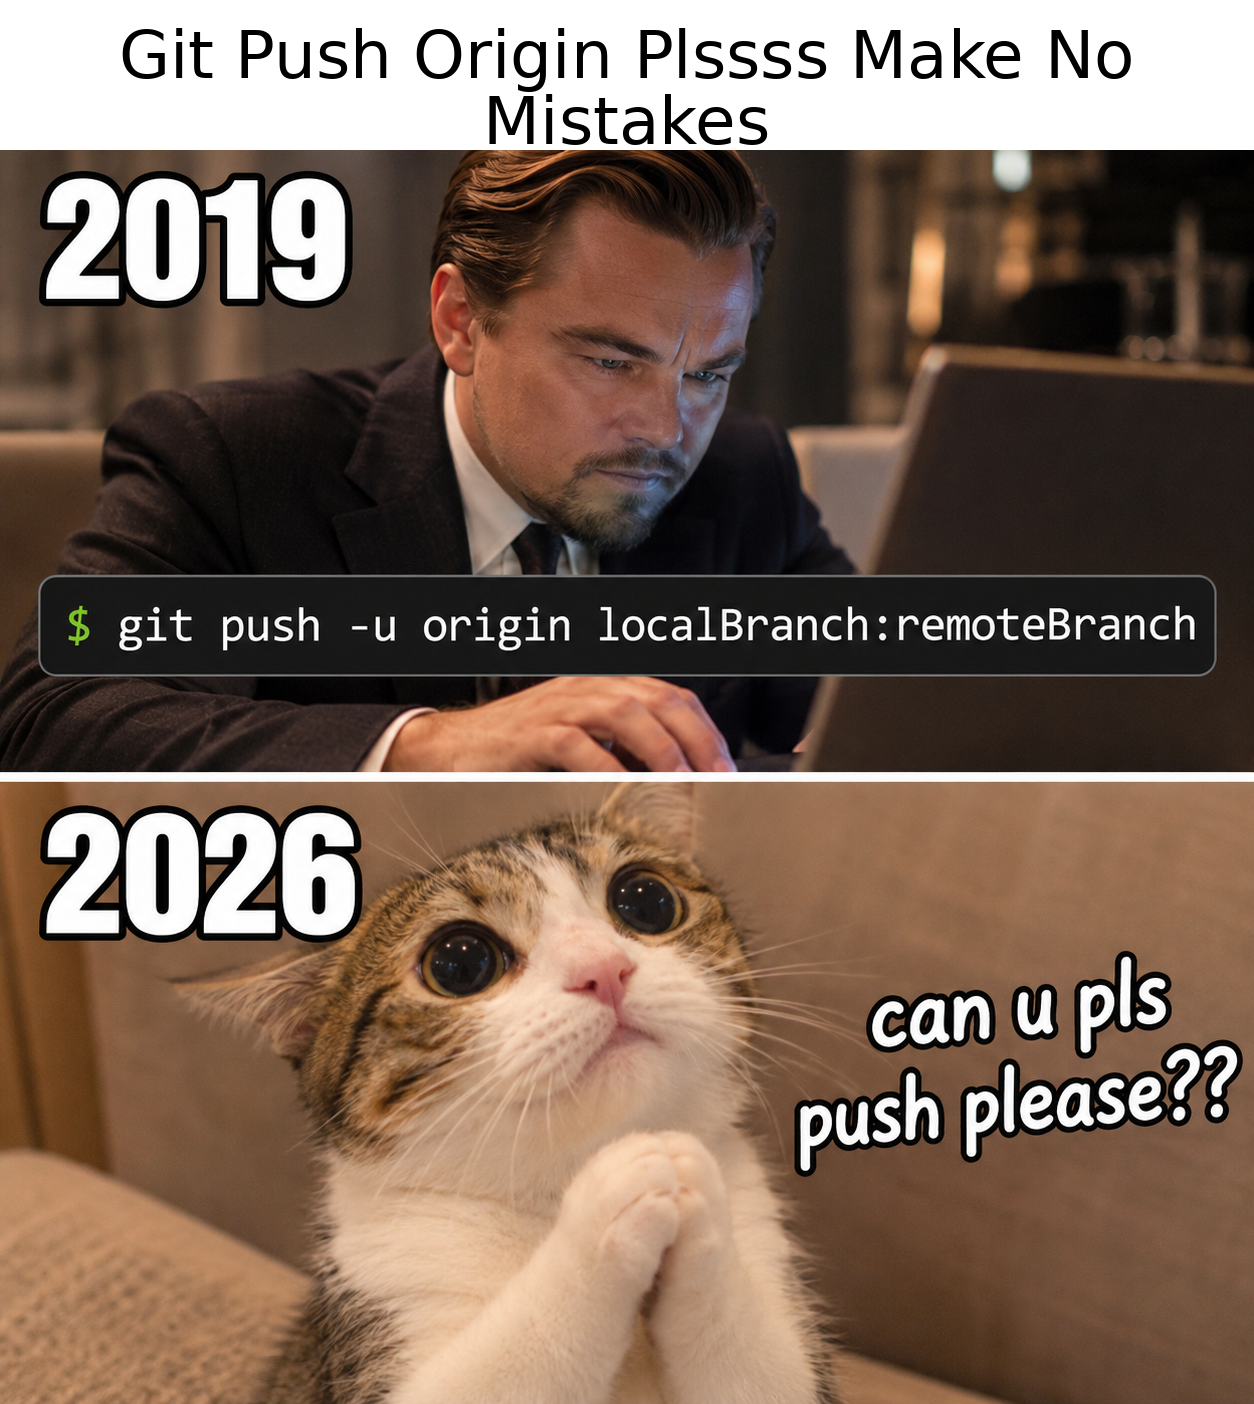 Git Push Origin Plssss Make No
Mistakes
2019
$ git push -u origin localBranch:remoteBranch
2026
can u pls
push please??